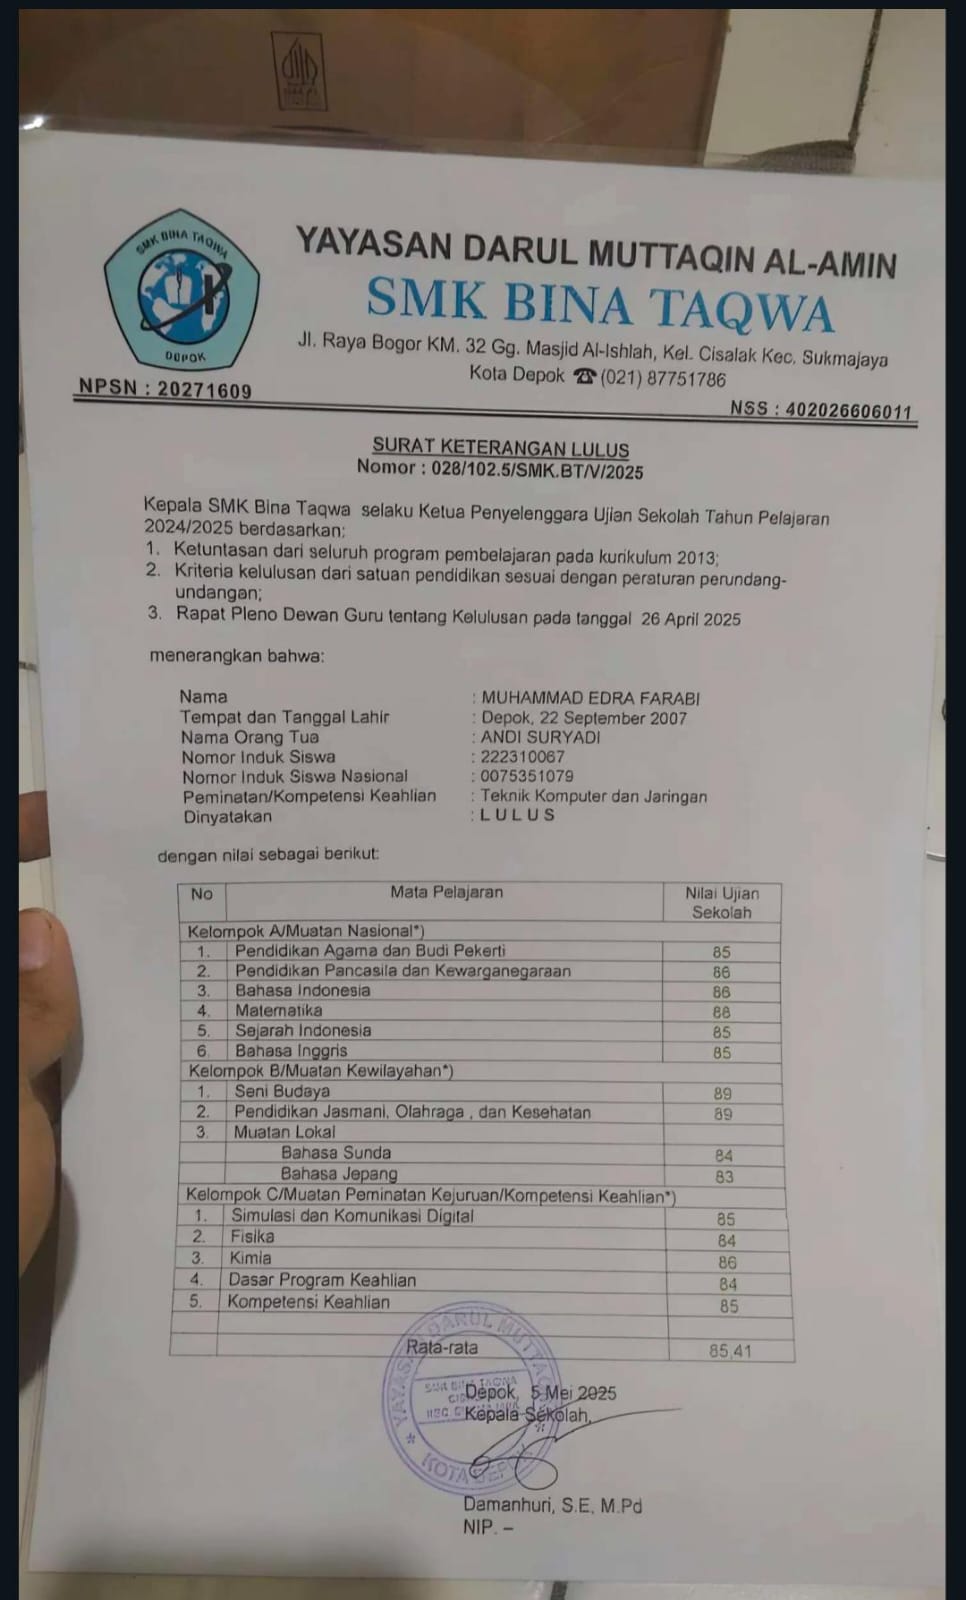 SMK BINA TAQWA
DEPOK
YAYASAN DARUL MUTTAQIN AL-AMIN
SMK BINA TAQWA
Jl. Raya Bogor KM. 32 Gg. Masjid Al-Ishlah, Kel. Cisalak Kec. Sukmajaya
Kota Depok ☎ (021) 87751786
NPSN : 20271609
NSS : 402026606011
SURAT KETERANGAN LULUS
Nomor : 028/102.5/SMK.BT/V/2025
Kepala SMK Bina Taqwa selaku Ketua Penyelenggara Ujian Sekolah Tahun Pelajaran
2024/2025 berdasarkan;
1. Ketuntasan dari seluruh program pembelajaran pada kurikulum 2013;
2. Kriteria kelulusan dari satuan pendidikan sesuai dengan peraturan perundang-
undangan;
3. Rapat Pleno Dewan Guru tentang Kelulusan pada tanggal 26 April 2025
menerangkan bahwa:
Nama : MUHAMMAD EDRA FARABI
Tempat dan Tanggal Lahir : Depok, 22 September 2007
Nama Orang Tua : ANDI SURYADI
Nomor Induk Siswa : 222310067
Nomor Induk Siswa Nasional : 0075351079
Peminatan/Kompetensi Keahlian : Teknik Komputer dan Jaringan
Dinyatakan : L U L U S
dengan nilai sebagai berikut:
No Mata Pelajaran Nilai Ujian
Sekolah
Kelompok A/Muatan Nasional*)
1. Pendidikan Agama dan Budi Pekerti 85
2. Pendidikan Pancasila dan Kewarganegaraan 86
3. Bahasa Indonesia 86
4. Matematika 88
5. Sejarah Indonesia 85
6. Bahasa Inggris 85
Kelompok B/Muatan Kewilayahan*)
1. Seni Budaya 89
2. Pendidikan Jasmani, Olahraga , dan Kesehatan 89
3. Muatan Lokal
Bahasa Sunda 84
Bahasa Jepang 83
Kelompok C/Muatan Peminatan Kejuruan/Kompetensi Keahlian*)
1. Simulasi dan Komunikasi Digital 85
2. Fisika 84
3. Kimia 86
4. Dasar Program Keahlian 84
5. Kompetensi Keahlian 85
Rata-rata 85,41
YAYASAN DARUL MUTTAQIN
SMK BINA TAQWA
KOTA DEPOK
Depok, 5 Mei 2025
Kepala Sekolah,
Damanhuri, S.E, M.Pd
NIP. –